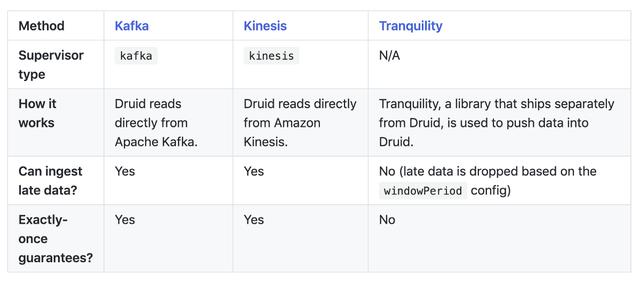 Method Kafka Kinesis Tranquility
Supervisor type kafka kinesis N/A
How it works Druid reads directly from Apache Kafka. Druid reads directly from Amazon Kinesis. Tranquility, a library that ships separately from Druid, is used to push data into Druid.
Can ingest late data? Yes Yes No (late data is dropped based on the windowPeriod config)
Exactly-once guarantees? Yes Yes No